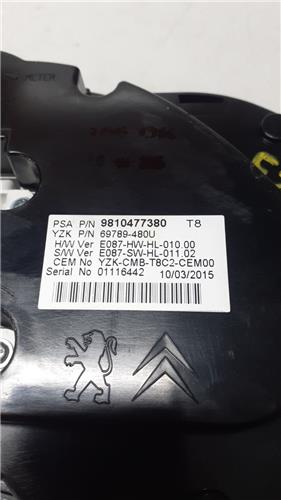 METER
PSA P/N 9810477380 T8
YZK P/N 69789-480U
H/W Ver E087-HW-HL-010.00
S/W Ver E087-SW-HL-011.02
CEM No YZK-CMB-T8C2-CEM00
Serial No 01116442 10/03/2015